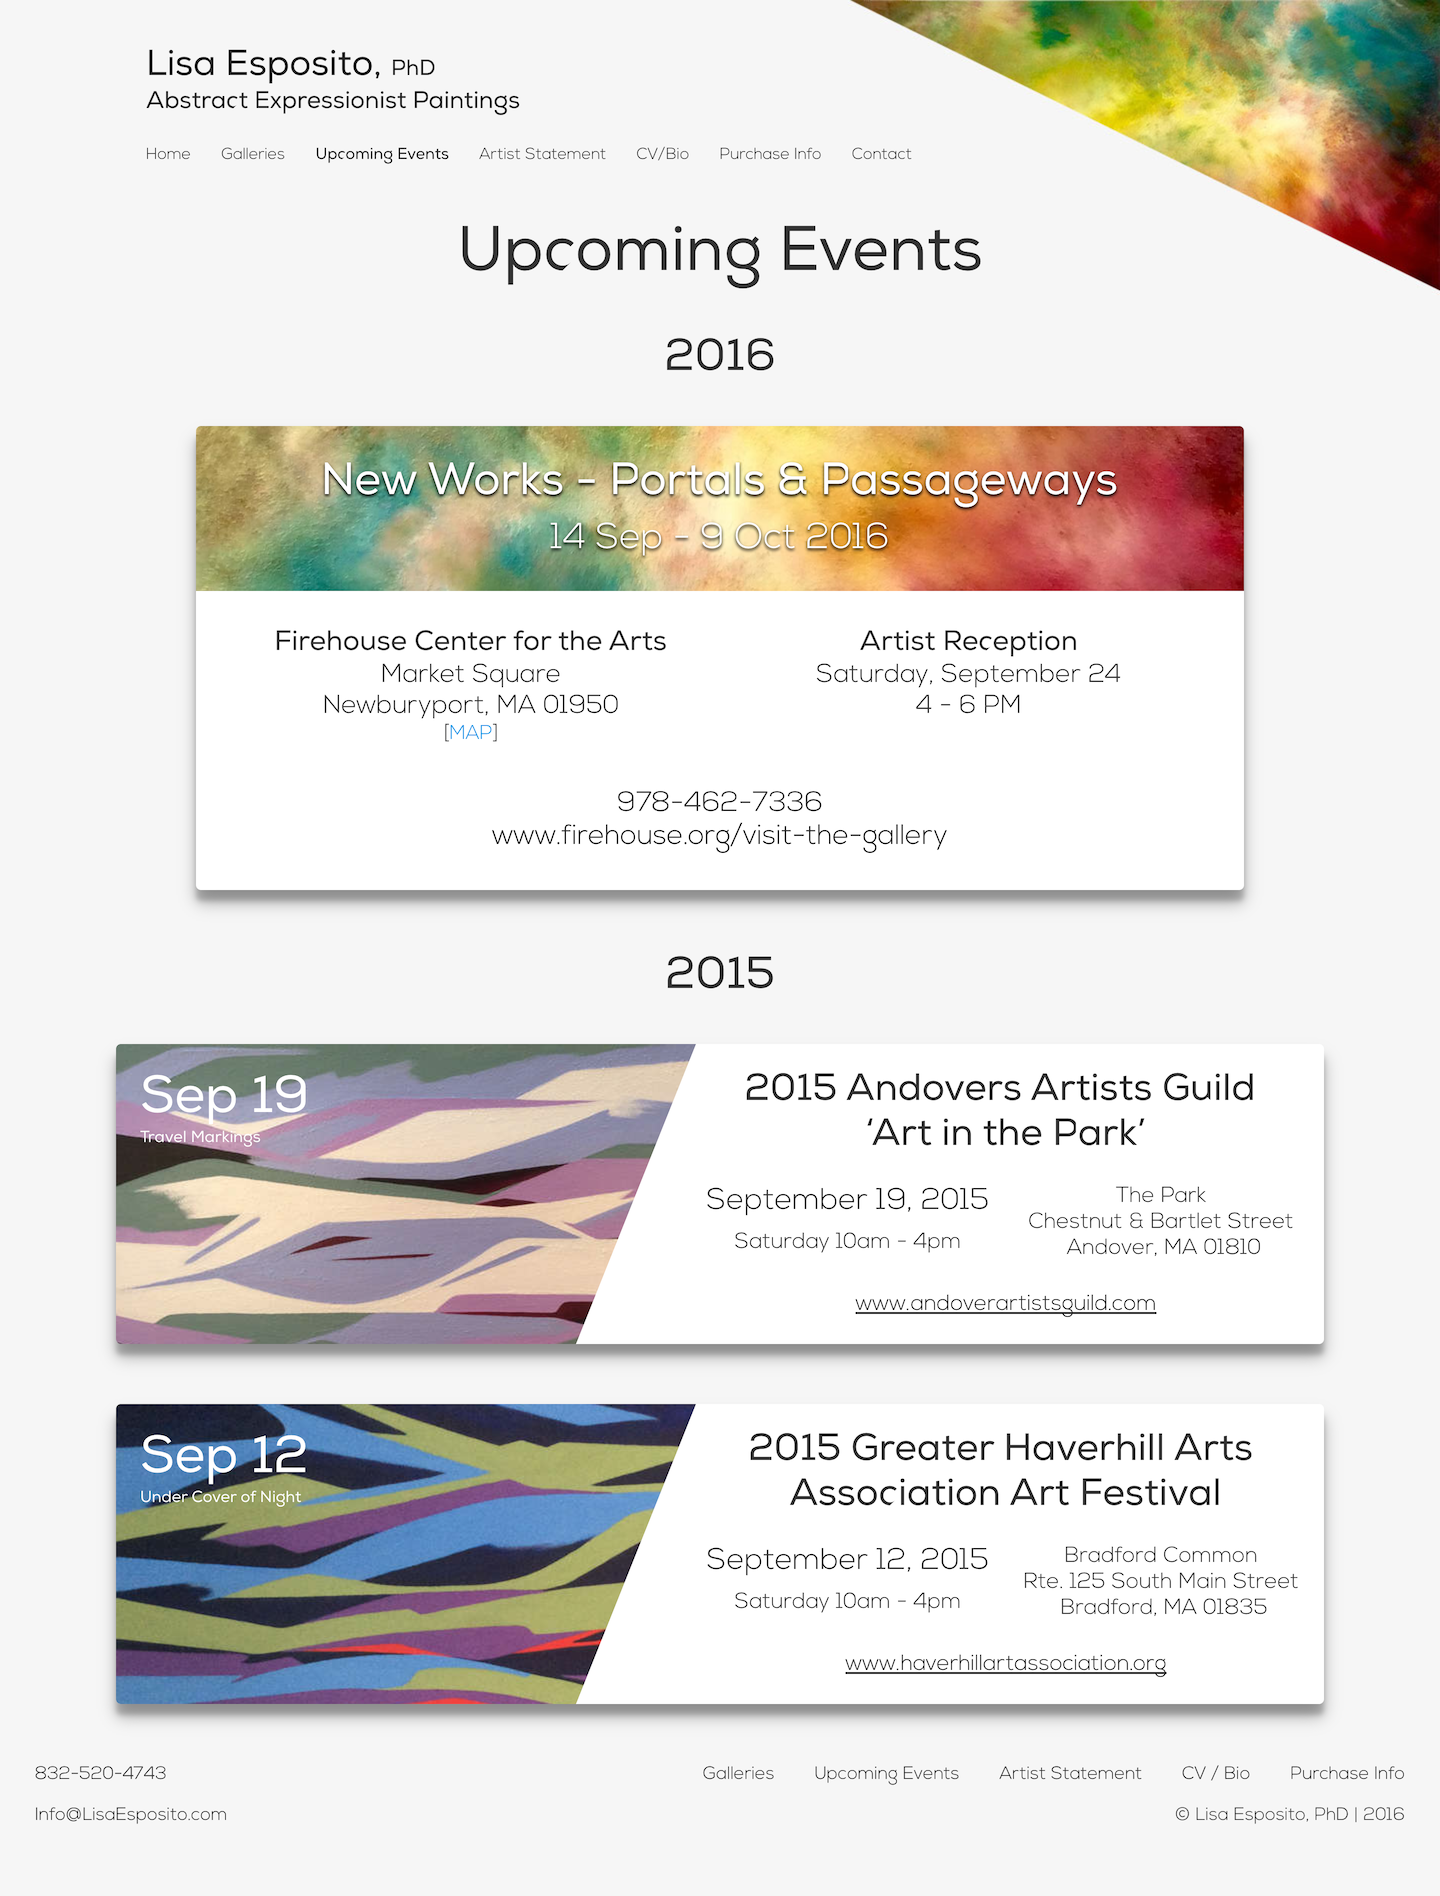 Lisa Esposito, PhD
Abstract Expressionist Paintings
Home Galleries Upcoming Events Artist Statement CV/Bio Purchase Info Contact
Upcoming Events
2016
New Works - Portals & Passageways
14 Sep - 9 Oct 2016
Firehouse Center for the Arts
Market Square
Newburyport, MA 01950
[MAP]
Artist Reception
Saturday, September 24
4 - 6 PM
978-462-7336
www.firehouse.org/visit-the-gallery
2015
Sep 19
Travel Markings
2015 Andovers Artists Guild
‘Art in the Park’
September 19, 2015
Saturday 10am - 4pm
The Park
Chestnut & Bartlet Street
Andover, MA 01810
www.andoverartistsguild.com
Sep 12
Under Cover of Night
2015 Greater Haverhill Arts
Association Art Festival
September 12, 2015
Saturday 10am - 4pm
Bradford Common
Rte. 125 South Main Street
Bradford, MA 01835
www.haverhillartassociation.org
832-520-4743
Galleries Upcoming Events Artist Statement CV / Bio Purchase Info
Info@LisaEsposito.com
© Lisa Esposito, PhD | 2016